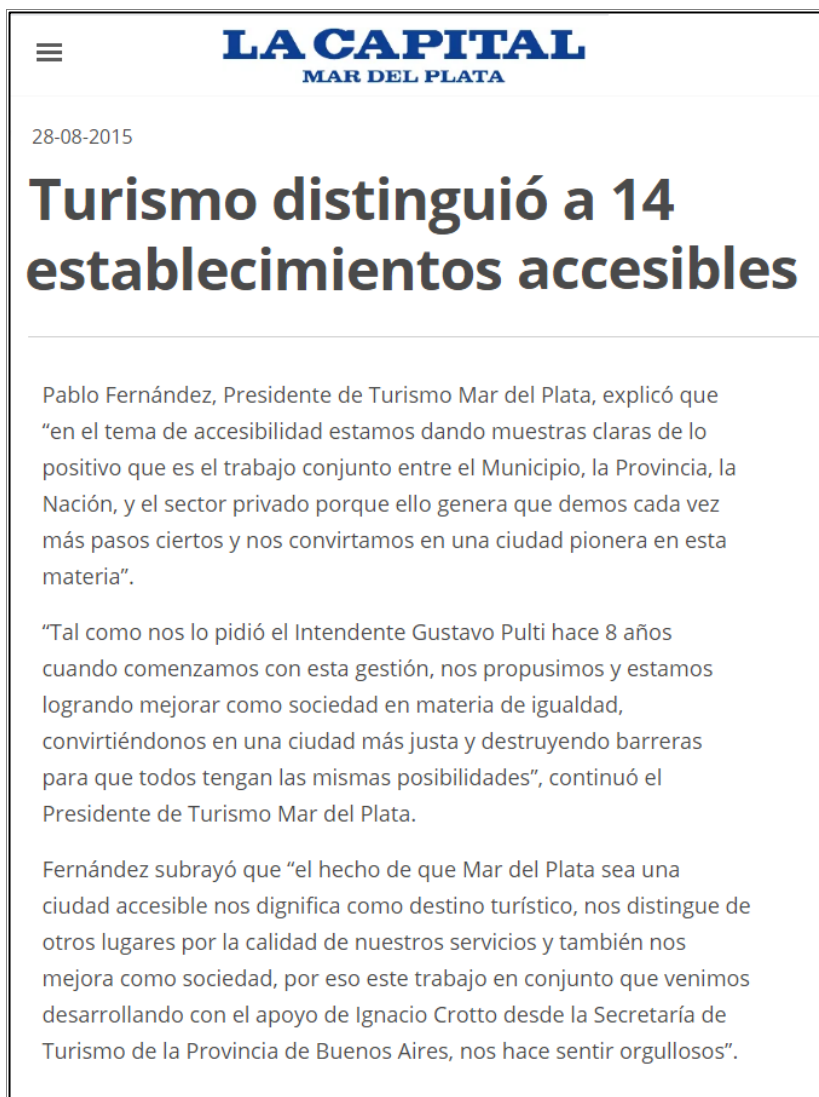 LA CAPITAL
MAR DEL PLATA
28-08-2015
Turismo distinguió a 14
establecimientos accesibles
Pablo Fernández, Presidente de Turismo Mar del Plata, explicó que
“en el tema de accesibilidad estamos dando muestras claras de lo
positivo que es el trabajo conjunto entre el Municipio, la Provincia, la
Nación, y el sector privado porque ello genera que demos cada vez
más pasos ciertos y nos convirtamos en una ciudad pionera en esta
materia”.
“Tal como nos lo pidió el Intendente Gustavo Pulti hace 8 años
cuando comenzamos con esta gestión, nos propusimos y estamos
logrando mejorar como sociedad en materia de igualdad,
convirtiéndonos en una ciudad más justa y destruyendo barreras
para que todos tengan las mismas posibilidades”, continuó el
Presidente de Turismo Mar del Plata.
Fernández subrayó que “el hecho de que Mar del Plata sea una
ciudad accesible nos dignifica como destino turístico, nos distingue de
otros lugares por la calidad de nuestros servicios y también nos
mejora como sociedad, por eso este trabajo en conjunto que venimos
desarrollando con el apoyo de Ignacio Crotto desde la Secretaría de
Turismo de la Provincia de Buenos Aires, nos hace sentir orgullosos”.